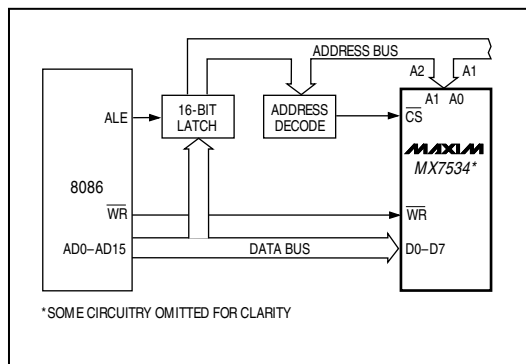 ADDRESS BUS
A2 A1
A1 A0
ALE
16-BIT
LATCH
ADDRESS
DECODE
CS
MAXIM
MX7534*
8086
WR
WR
AD0–AD15
DATA BUS
D0–D7
*SOME CIRCUITRY OMITTED FOR CLARITY